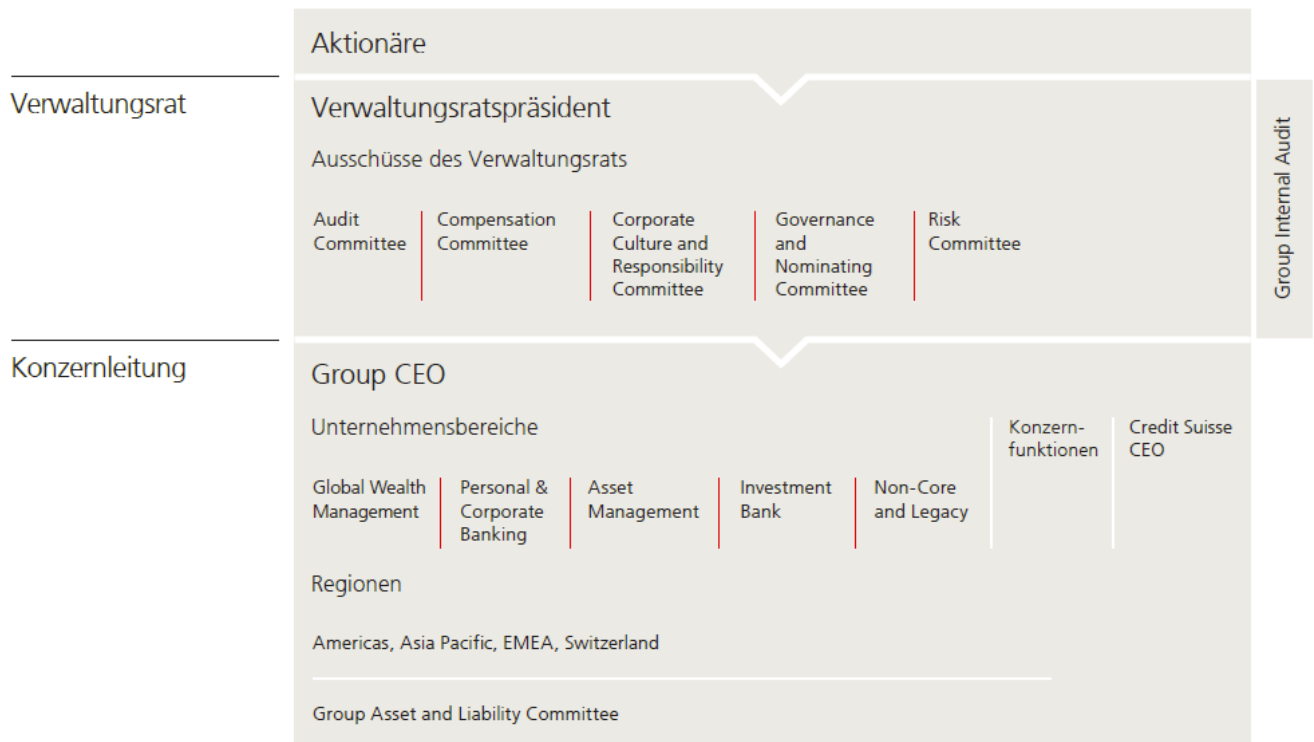 Aktionäre
Verwaltungsrat
Verwaltungsratspräsident
Ausschüsse des Verwaltungsrats
Audit
Committee
Compensation
Committee
Corporate
Culture and
Responsibility
Committee
Governance
and
Nominating
Committee
Risk
Committee
Group Internal Audit
Konzernleitung
Group CEO
Unternehmensbereiche
Global Wealth
Management
Personal &
Corporate
Banking
Asset
Management
Investment
Bank
Non-Core
and Legacy
Konzern-
funktionen
Credit Suisse
CEO
Regionen
Americas, Asia Pacific, EMEA, Switzerland
Group Asset and Liability Committee